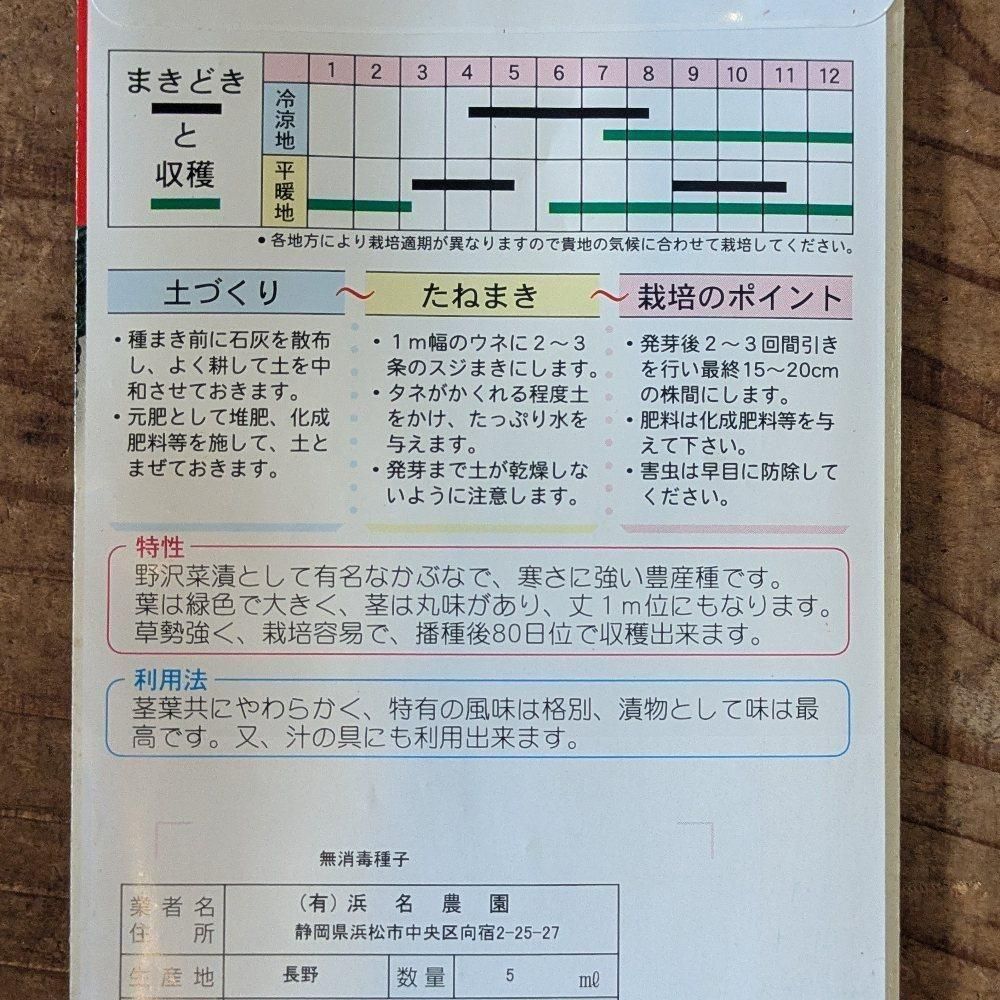 まきどき
と
収穫
1 2 3 4 5 6 7 8 9 10 11 12
冷涼地
平暖地
●各地方により栽培適期が異なりますので貴地の気候に合わせて栽培してください。
土づくり
・種まき前に石灰を散布
し、よく耕して土を中
和させておきます。
・元肥として堆肥、化成
肥料等を施して、土と
まぜておきます。
～
たねまき
・１ｍ幅のウネに２～３
条のスジまきにします。
・タネがかくれる程度土
をかけ、たっぷり水を
与えます。
・発芽まで土が乾燥しな
いように注意します。
～
栽培のポイント
・発芽後２～３回間引き
を行い最終15～20cm
の株間にします。
・肥料は化成肥料等を与
えて下さい。
・害虫は早目に防除して
ください。
特性
野沢菜漬として有名なかぶなで、寒さに強い豊産種です。
葉は緑色で大きく、茎は丸味があり、丈１ｍ位にもなります。
草勢強く、栽培容易で、播種後80日位で収穫出来ます。
利用法
茎葉共にやわらかく、特有の風味は格別、漬物として味は最
高です。又、汁の具にも利用出来ます。
無消毒種子
業者名 (有)浜名農園
住所 静岡県浜松市中央区向宿2-25-27
生産地 長野 数量 5 mℓ